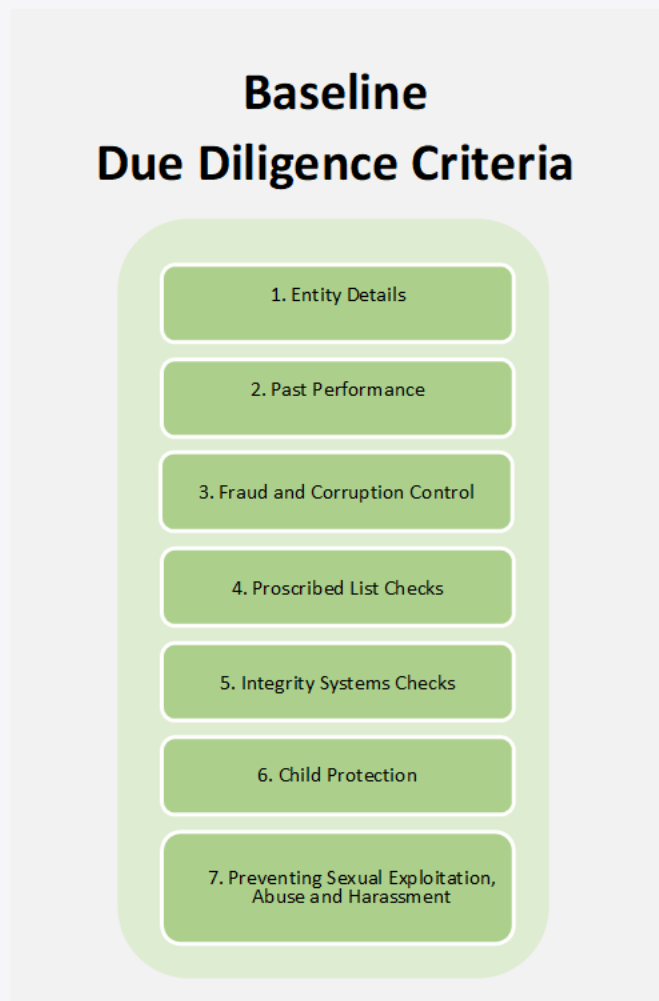 Baseline
Due Diligence Criteria
1. Entity Details
2. Past Performance
3. Fraud and Corruption Control
4. Proscribed List Checks
5. Integrity Systems Checks
6. Child Protection
7. Preventing Sexual Exploitation,
Abuse and Harassment